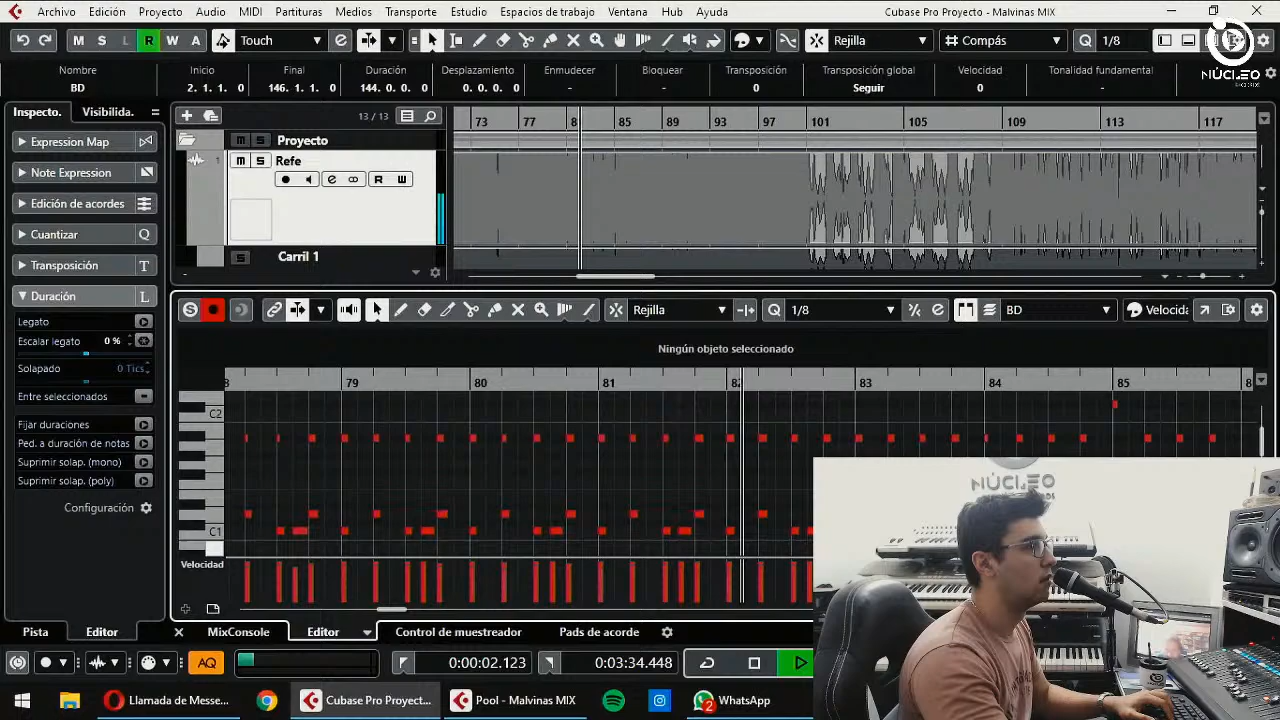 Archivo Edición Proyecto Audio MIDI Partituras Medios Transporte Estudio Espacios de trabajo Ventana Hub Ayuda Cubase Pro Proyecto - Malvinas MIX
M S L R W A Touch Rejilla Compás Q 1/8
NÚCLEO
Nombre Inicio Final Duración Desplazamiento Enmudecer Bloquear Transposición Transposición global Velocidad Tonalidad fundamental
BD 2. 1. 1. 0 146. 1. 1. 0 144. 0. 0. 0 0. 0. 0. 0 - - 0 Seguir 0 -
Inspecto. Visibilida. 13 / 13 73 77 85 89 93 97 101 105 109 113 117
Expression Map M S Proyecto
1 M S Refe
Note Expression R W
Edición de acordes
Cuantizar Q
S Carril 1
Transposición T
Duración L
Legato
Escalar legato 0 %
Solapado 0 Tics
Entre seleccionados
Fijar duraciones
Ped. a duración de notas
Suprimir solap. (mono)
Suprimir solap. (poly)
Configuración
S Rejilla Q 1/8 BD Velocida
Ningún objeto seleccionado
79 80 81 82 83 84 85
C2
C1
Velocidad
NÚCLEO
Pista Editor MixConsole Editor Control de muestreador Pads de acorde
AQ 0:00:02.123 0:03:34.448
Llamada de Messe... Cubase Pro Proyect... Pool - Malvinas MIX 2 WhatsApp